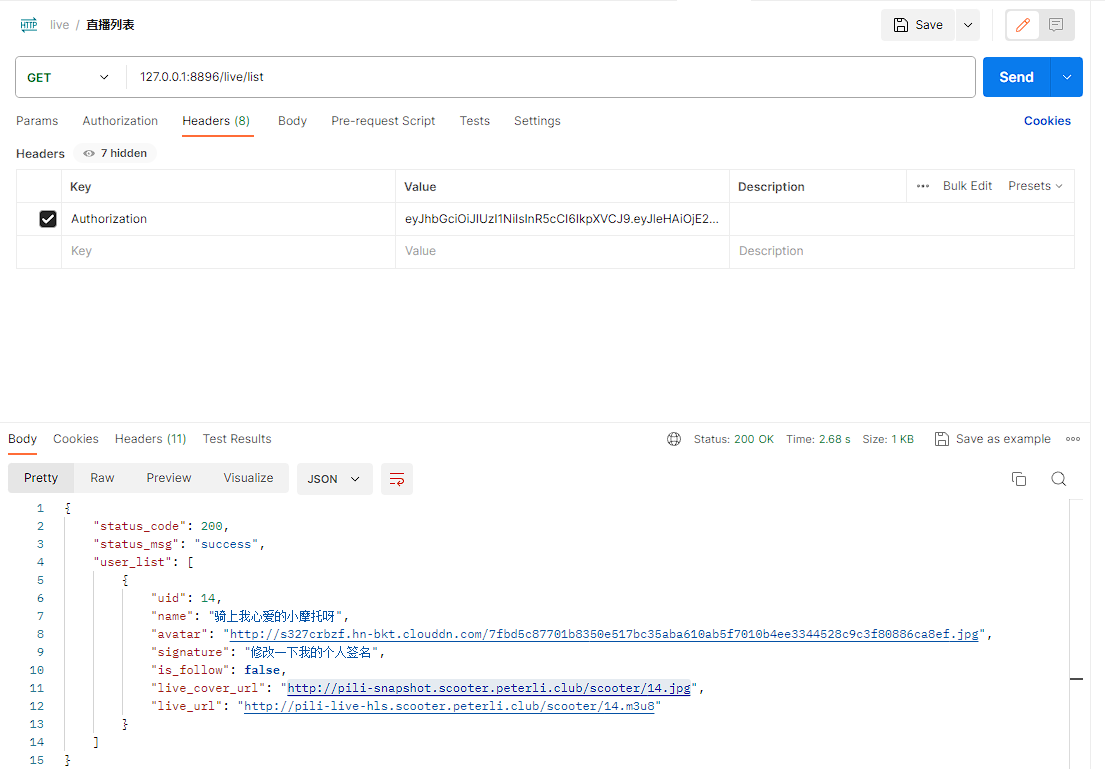 HTTP live / 直播列表 Save
GET 127.0.0.1:8896/live/list Send
Params Authorization Headers (8) Body Pre-request Script Tests Settings Cookies
Headers 7 hidden
Key Value Description ••• Bulk Edit Presets
Authorization eyJhbGciOiJIUzI1NiIsInR5cCI6IkpXVCJ9.eyJleHAiOjE2...
Key Value Description
Body Cookies Headers (11) Test Results Status: 200 OK Time: 2.68 s Size: 1 KB Save as example
Pretty Raw Preview Visualize JSON
1 {
2 "status_code": 200,
3 "status_msg": "success",
4 "user_list": [
5 {
6 "uid": 14,
7 "name": "骑上我心爱的小摩托呀",
8 "avatar": "http://s327crbzf.hn-bkt.clouddn.com/7fbd5c87701b8350e517bc35aba610ab5f7010b4ee3344528c9c3f80886ca8ef.jpg",
9 "signature": "修改一下我的个人签名",
10 "is_follow": false,
11 "live_cover_url": "http://pili-snapshot.scooter.peterli.club/scooter/14.jpg",
12 "live_url": "http://pili-live-hls.scooter.peterli.club/scooter/14.m3u8"
13 }
14 ]
15 }